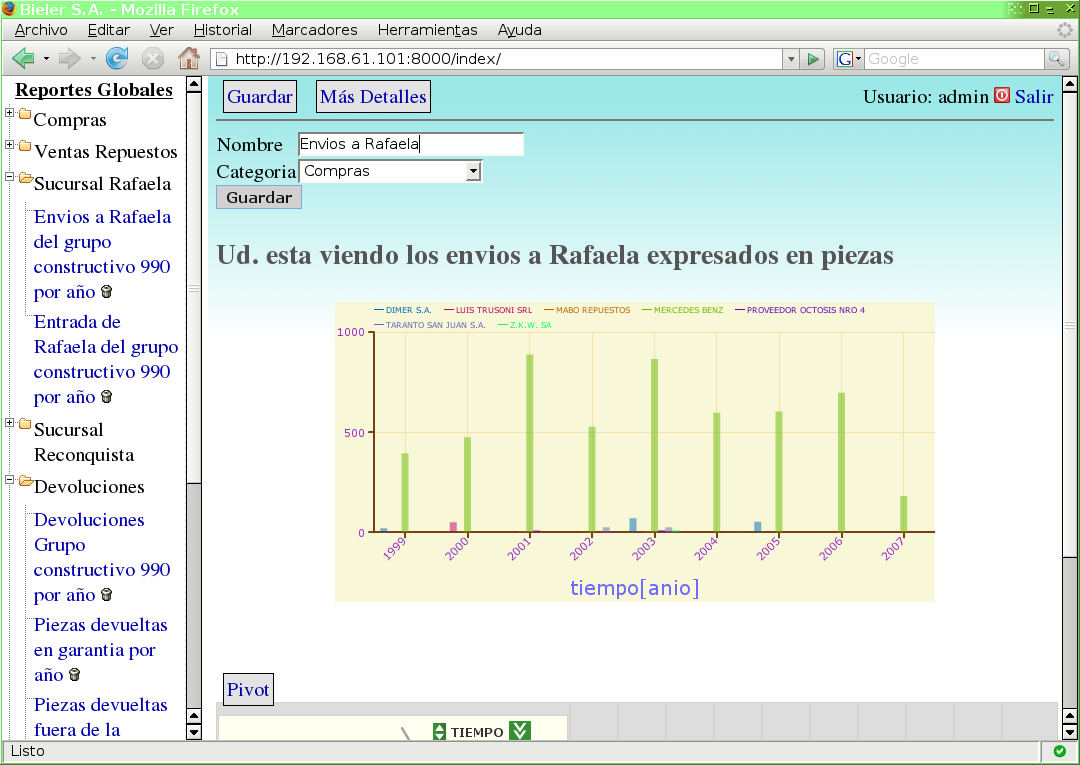 Bieler S.A. - Mozilla Firefox
Archivo Editar Ver Historial Marcadores Herramientas Ayuda
http://192.168.61.101:8000/index/
G Google
Reportes Globales
Compras
Ventas Repuestos
Sucursal Rafaela
Envios a Rafaela
del grupo
constructivo 990
por año
Entrada de
Rafaela del grupo
constructivo 990
por año
Sucursal
Reconquista
Devoluciones
Devoluciones
Grupo
constructivo 990
por año
Piezas devueltas
en garantia por
año
Piezas devueltas
fuera de la
Guardar Más Detalles Usuario: admin Salir
Nombre Envios a Rafaela
Categoria Compras
Guardar
Ud. esta viendo los envios a Rafaela expresados en piezas
DIMER S.A. LUIS TRUSONI SRL MABO REPUESTOS MERCEDES BENZ PROVEEDOR OCTOSIS NRO 4
TARANTO SAN JUAN S.A. Z.K.W. SA
1000
500
0
1999 2000 2001 2002 2003 2004 2005 2006 2007
tiempo[anio]
Pivot
TIEMPO
Listo